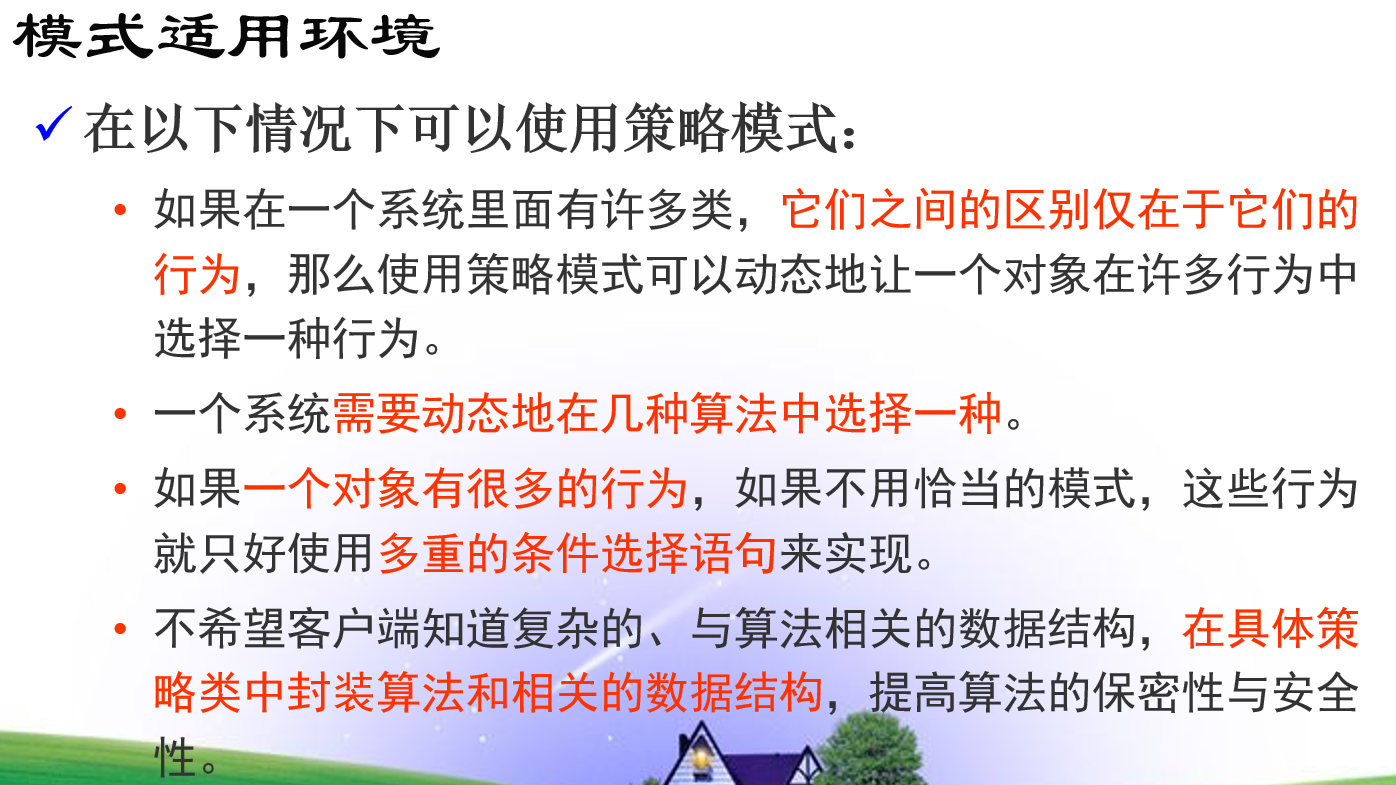 模式适用环境
✓ 在以下情况下可以使用策略模式：
• 如果在一个系统里面有许多类，它们之间的区别仅在于它们的
行为，那么使用策略模式可以动态地让一个对象在许多行为中
选择一种行为。
• 一个系统需要动态地在几种算法中选择一种。
• 如果一个对象有很多的行为，如果不用恰当的模式，这些行为
就只好使用多重的条件选择语句来实现。
• 不希望客户端知道复杂的、与算法相关的数据结构，在具体策
略类中封装算法和相关的数据结构，提高算法的保密性与安全
性。